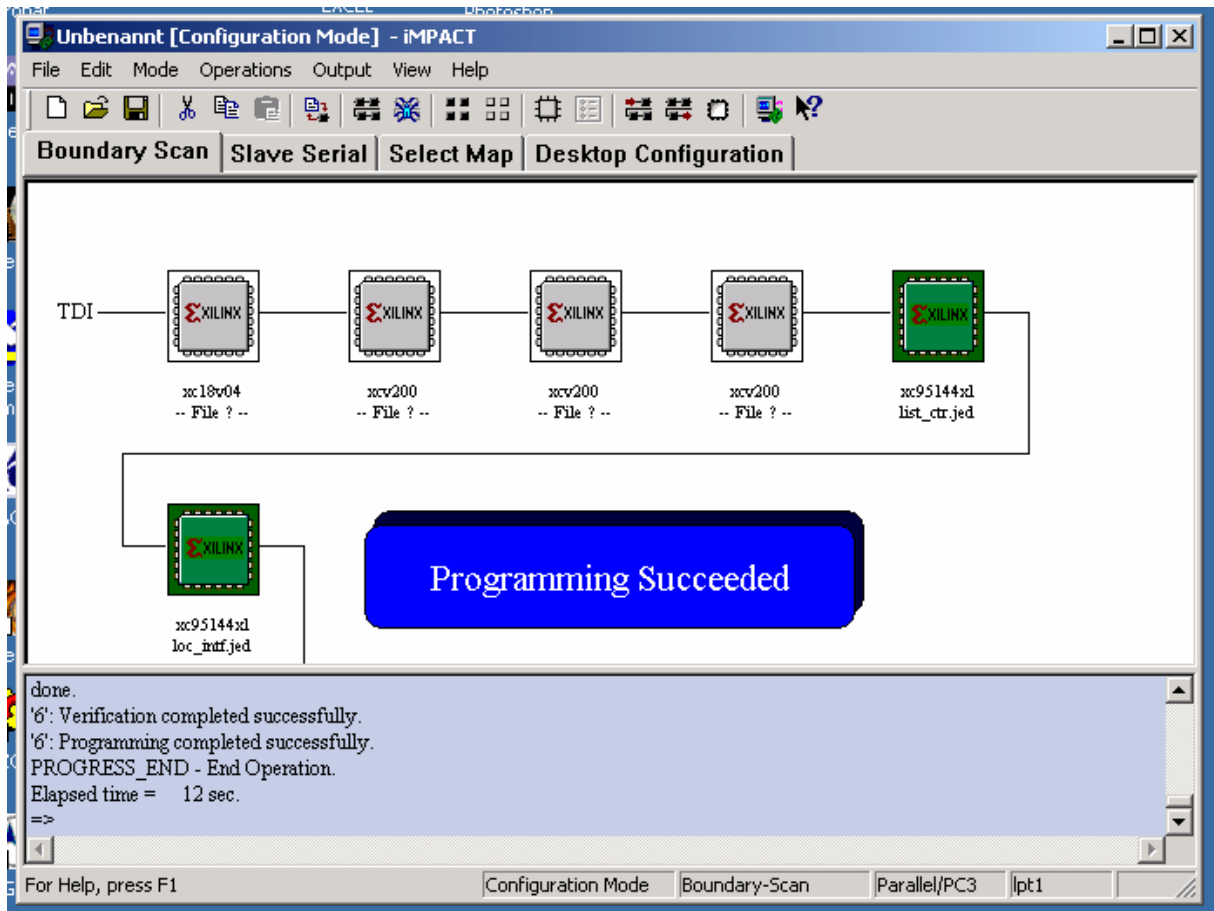 EXCEL Photoshop
Unbenannt [Configuration Mode] - iMPACT
File Edit Mode Operations Output View Help
Boundary Scan Slave Serial Select Map Desktop Configuration
TDI
XILINX XILINX XILINX XILINX XILINX
xc18v04 xcv200 xcv200 xcv200 xc95144xl
-- File ? -- -- File ? -- -- File ? -- -- File ? -- list_ctr.jed
XILINX
Programming Succeeded
xc95144xl
loc_intf.jed
done.
'6': Verification completed successfully.
'6': Programming completed successfully.
PROGRESS_END - End Operation.
Elapsed time = 12 sec.
=>
For Help, press F1 Configuration Mode Boundary-Scan Parallel/PC3 lpt1